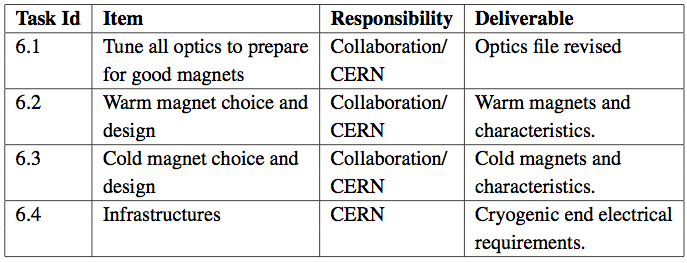 Task Id Item Responsibility Deliverable
6.1 Tune all optics to prepare Collaboration/ Optics file revised
for good magnets CERN
6.2 Warm magnet choice and Collaboration/ Warm magnets and
design CERN characteristics.
6.3 Cold magnet choice and Collaboration/ Cold magnets and
design CERN characteristics.
6.4 Infrastructures CERN Cryogenic end electrical
requirements.